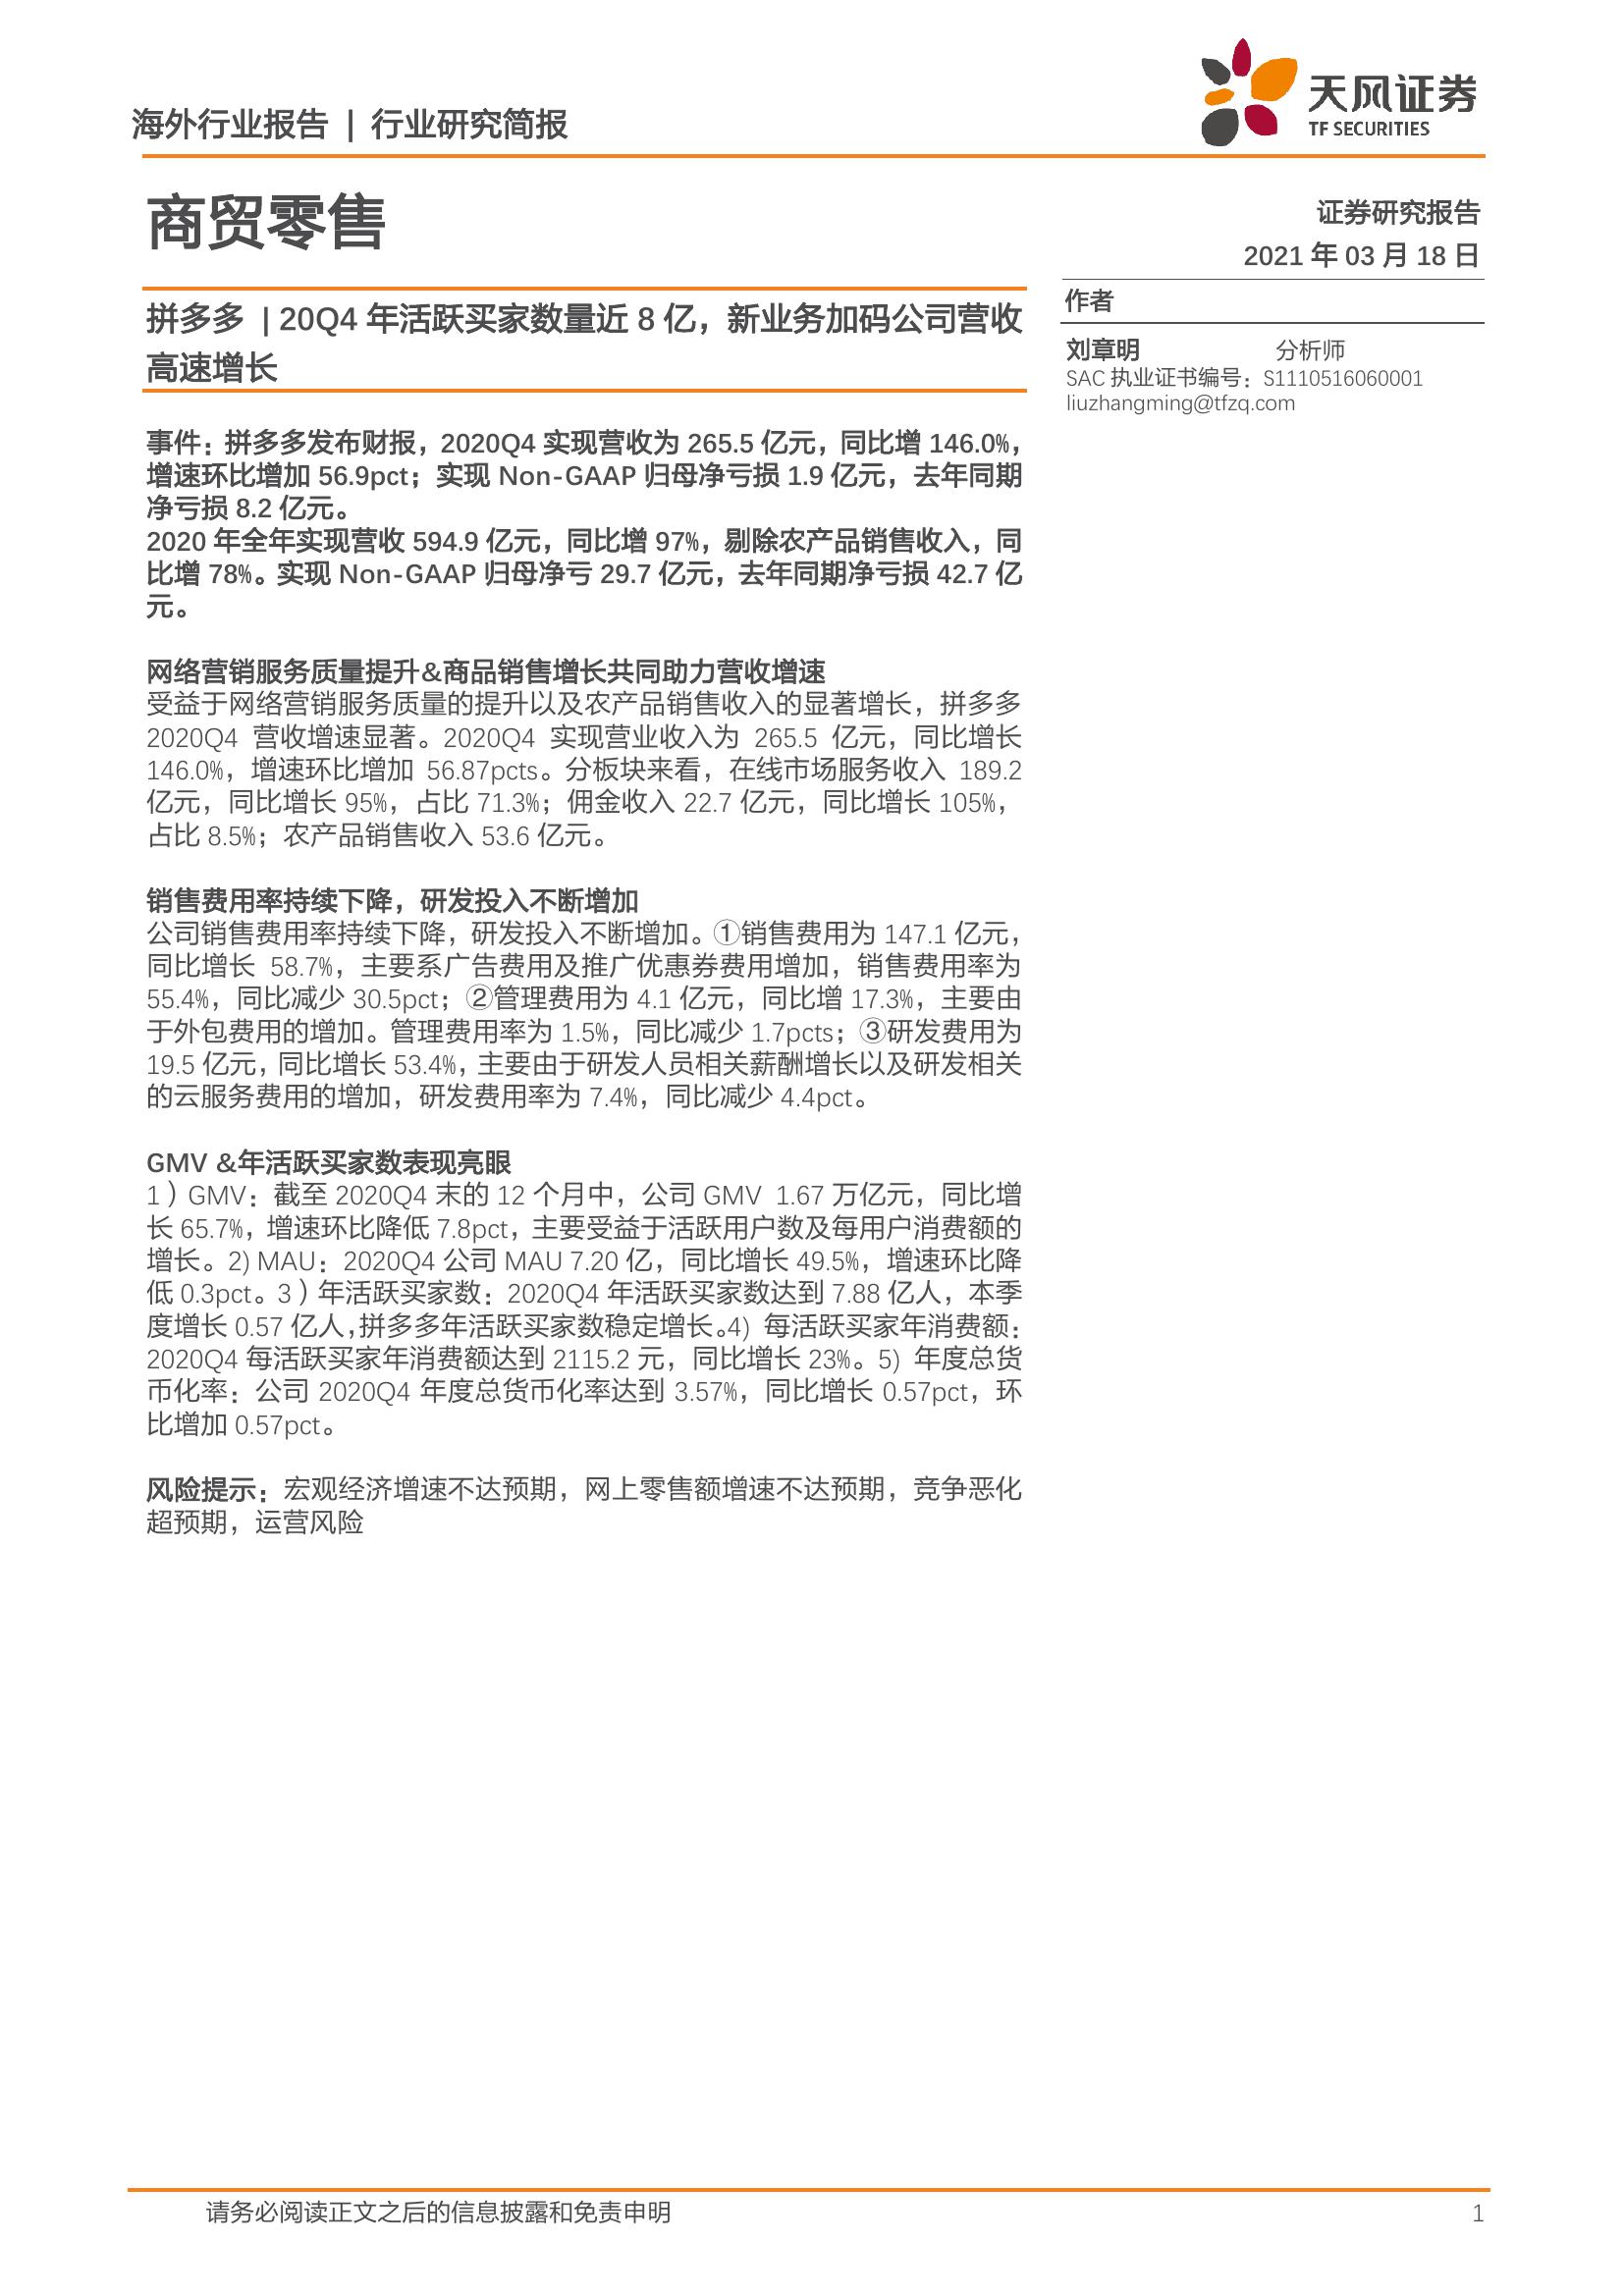 海外行业报告 | 行业研究简报
天风证券
TF SECURITIES
商贸零售
证券研究报告
2021 年 03 月 18 日
拼多多 | 20Q4 年活跃买家数量近 8 亿，新业务加码公司营收
高速增长
作者
刘章明 分析师
SAC 执业证书编号：S1110516060001
liuzhangming@tfzq.com
事件：拼多多发布财报，2020Q4 实现营收为 265.5 亿元，同比增 146.0%，
增速环比增加 56.9pct；实现 Non-GAAP 归母净亏损 1.9 亿元，去年同期
净亏损 8.2 亿元。
2020 年全年实现营收 594.9 亿元，同比增 97%，剔除农产品销售收入，同
比增 78%。实现 Non-GAAP 归母净亏 29.7 亿元，去年同期净亏损 42.7 亿
元。
网络营销服务质量提升&商品销售增长共同助力营收增速
受益于网络营销服务质量的提升以及农产品销售收入的显著增长，拼多多
2020Q4 营收增速显著。2020Q4 实现营业收入为 265.5 亿元，同比增长
146.0%，增速环比增加 56.87pcts。分板块来看，在线市场服务收入 189.2
亿元，同比增长 95%，占比 71.3%；佣金收入 22.7 亿元，同比增长 105%，
占比 8.5%；农产品销售收入 53.6 亿元。
销售费用率持续下降，研发投入不断增加
公司销售费用率持续下降，研发投入不断增加。①销售费用为 147.1 亿元，
同比增长 58.7%，主要系广告费用及推广优惠券费用增加，销售费用率为
55.4%，同比减少 30.5pct；②管理费用为 4.1 亿元，同比增 17.3%，主要由
于外包费用的增加。管理费用率为 1.5%，同比减少 1.7pcts；③研发费用为
19.5 亿元，同比增长 53.4%，主要由于研发人员相关薪酬增长以及研发相关
的云服务费用的增加，研发费用率为 7.4%，同比减少 4.4pct。
GMV &年活跃买家数表现亮眼
1）GMV：截至 2020Q4 末的 12 个月中，公司 GMV 1.67 万亿元，同比增
长 65.7%，增速环比降低 7.8pct，主要受益于活跃用户数及每用户消费额的
增长。2) MAU：2020Q4 公司 MAU 7.20 亿，同比增长 49.5%，增速环比降
低 0.3pct。3）年活跃买家数：2020Q4 年活跃买家数达到 7.88 亿人，本季
度增长 0.57 亿人，拼多多年活跃买家数稳定增长。4) 每活跃买家年消费额：
2020Q4 每活跃买家年消费额达到 2115.2 元，同比增长 23%。5) 年度总货
币化率：公司 2020Q4 年度总货币化率达到 3.57%，同比增长 0.57pct，环
比增加 0.57pct。
风险提示：宏观经济增速不达预期，网上零售额增速不达预期，竞争恶化
超预期，运营风险
请务必阅读正文之后的信息披露和免责申明 1